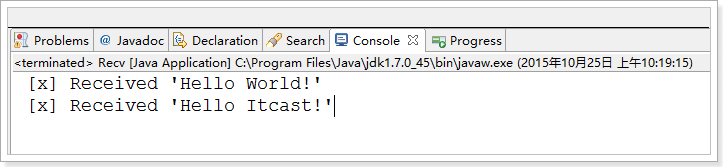 Problems @ Javadoc Declaration Search Console Progress
<terminated> Recv [Java Application] C:\Program Files\Java\jdk1.7.0_45\bin\javaw.exe (2015年10月25日 上午10:19:15)
[x] Received 'Hello World!'
[x] Received 'Hello Itcast!'